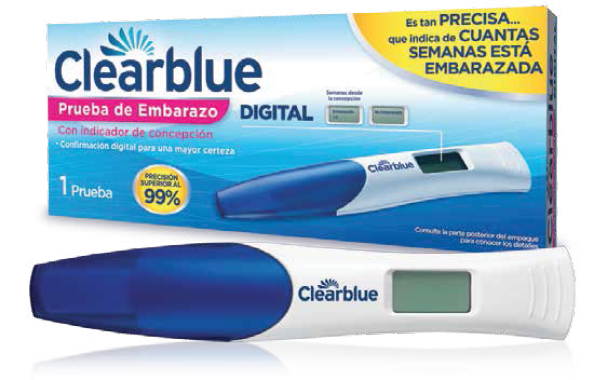 Es tan PRECISA...
que indica de CUANTAS
SEMANAS ESTÁ
EMBARAZADA
Clearblue
Prueba de Embarazo
DIGITAL
Semanas desde
la concepción
Con indicador de concepción
• Confirmación digital para una mayor certeza
Clearblue
1 Prueba
PRECISIÓN
SUPERIOR AL
99%
Consulte la parte posterior del empaque
para conocer los detalles
Clearblue